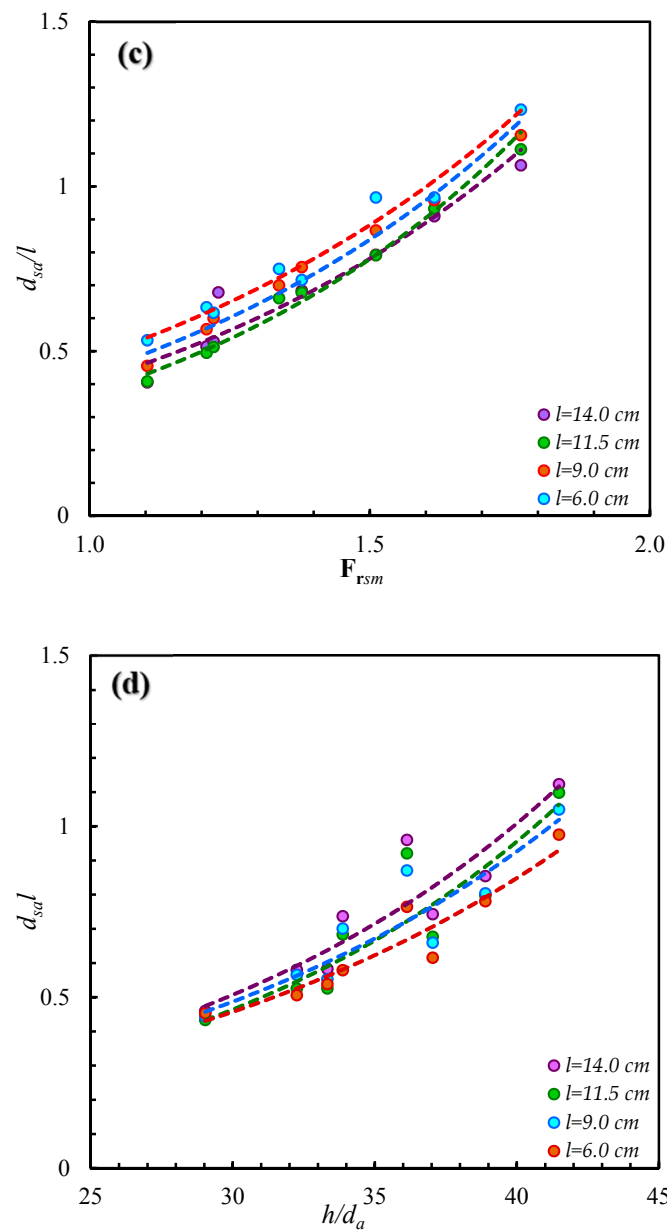 (c)
1.5
1
0.5
0
d_sa/l
l=14.0 cm
l=11.5 cm
l=9.0 cm
l=6.0 cm
1.0 1.5 2.0
F_rsm
(d)
1.5
1
0.5
0
d_sa l
l=14.0 cm
l=11.5 cm
l=9.0 cm
l=6.0 cm
25 30 35 40 45
h/d_a